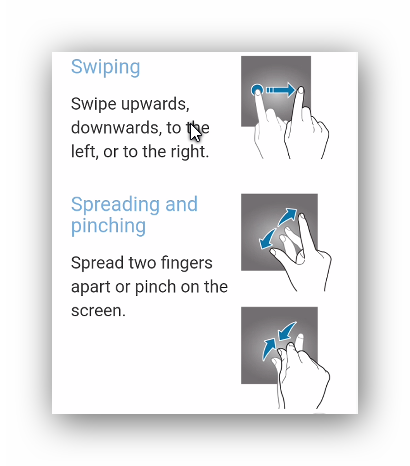 Swiping
Swipe upwards,
downwards, to the
left, or to the right.
Spreading and
pinching
Spread two fingers
apart or pinch on the
screen.